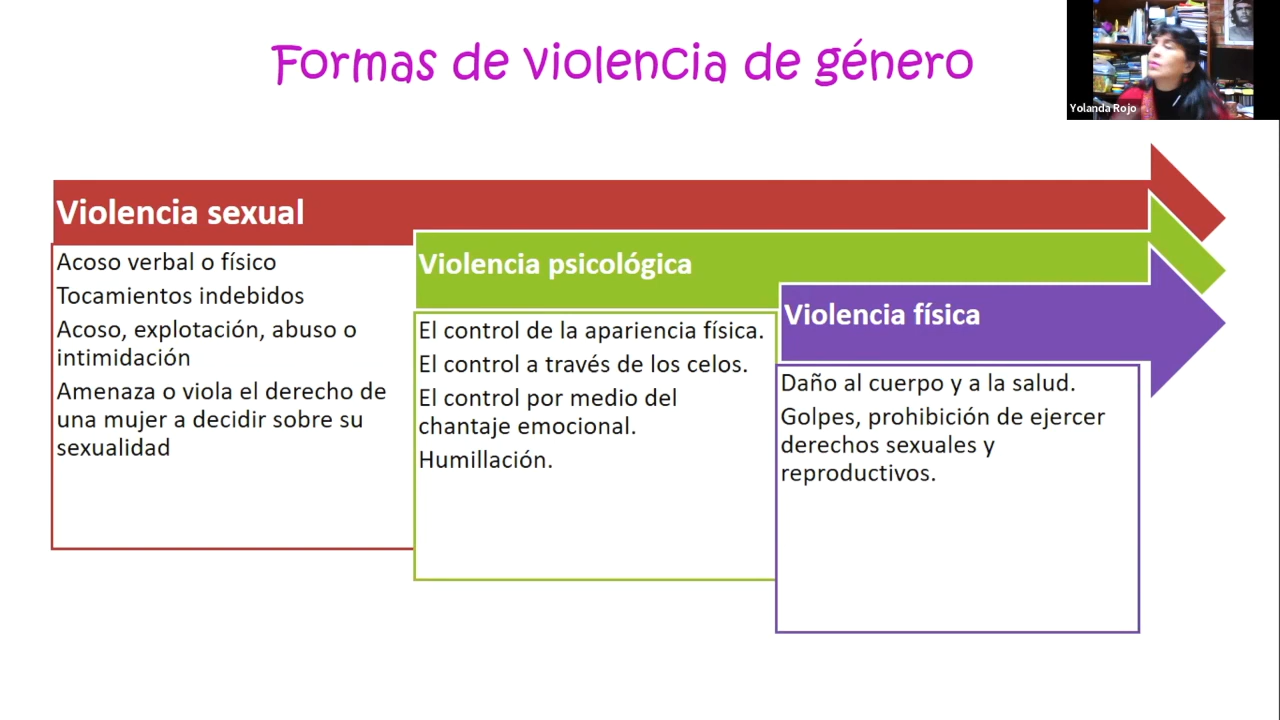 Formas de violencia de género
Yolanda Rojo
Violencia sexual
Acoso verbal o físico
Tocamientos indebidos
Acoso, explotación, abuso o
intimidación
Amenaza o viola el derecho de
una mujer a decidir sobre su
sexualidad
Violencia psicológica
El control de la apariencia física.
El control a través de los celos.
El control por medio del
chantaje emocional.
Humillación.
Violencia física
Daño al cuerpo y a la salud.
Golpes, prohibición de ejercer
derechos sexuales y
reproductivos.